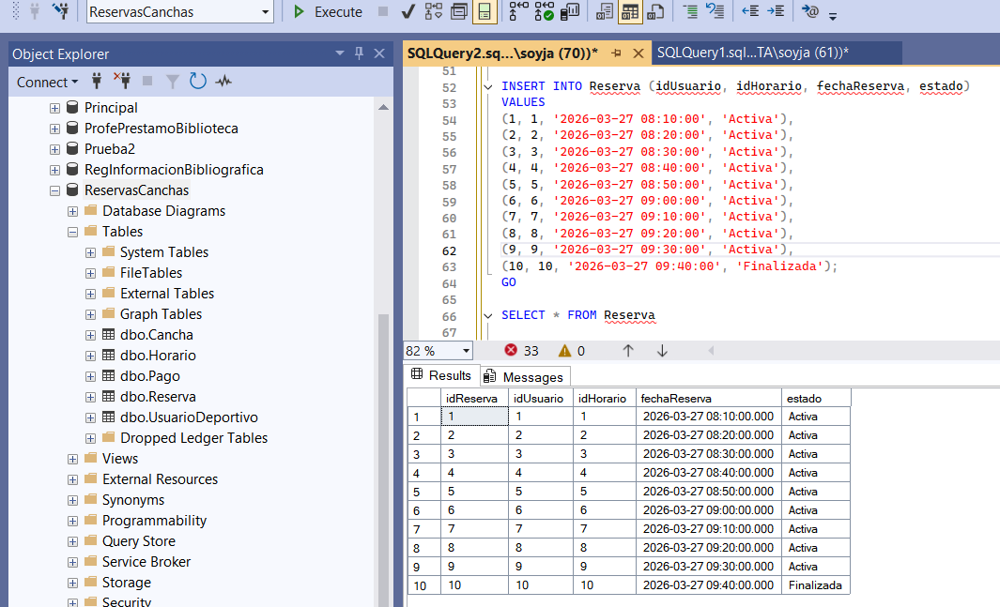 ReservasCanchas
Execute
Object Explorer
Connect
Principal
ProfePrestamoBiblioteca
Prueba2
RegInformacionBibliografica
ReservasCanchas
Database Diagrams
Tables
System Tables
FileTables
External Tables
Graph Tables
dbo.Cancha
dbo.Horario
dbo.Pago
dbo.Reserva
dbo.UsuarioDeportivo
Dropped Ledger Tables
Views
External Resources
Synonyms
Programmability
Query Store
Service Broker
Storage
Security
SQLQuery2.sq...\soyja (70))* SQLQuery1.sql...TA\soyja (61))*
51
52 INSERT INTO Reserva (idUsuario, idHorario, fechaReserva, estado)
53 VALUES
54 (1, 1, '2026-03-27 08:10:00', 'Activa'),
55 (2, 2, '2026-03-27 08:20:00', 'Activa'),
56 (3, 3, '2026-03-27 08:30:00', 'Activa'),
57 (4, 4, '2026-03-27 08:40:00', 'Activa'),
58 (5, 5, '2026-03-27 08:50:00', 'Activa'),
59 (6, 6, '2026-03-27 09:00:00', 'Activa'),
60 (7, 7, '2026-03-27 09:10:00', 'Activa'),
61 (8, 8, '2026-03-27 09:20:00', 'Activa'),
62 (9, 9, '2026-03-27 09:30:00', 'Activa'),
63 (10, 10, '2026-03-27 09:40:00', 'Finalizada');
64 GO
65
66 SELECT * FROM Reserva
67
82 % 33 0
Results Messages
idReserva idUsuario idHorario fechaReserva estado
1 1 1 1 2026-03-27 08:10:00.000 Activa
2 2 2 2 2026-03-27 08:20:00.000 Activa
3 3 3 3 2026-03-27 08:30:00.000 Activa
4 4 4 4 2026-03-27 08:40:00.000 Activa
5 5 5 5 2026-03-27 08:50:00.000 Activa
6 6 6 6 2026-03-27 09:00:00.000 Activa
7 7 7 7 2026-03-27 09:10:00.000 Activa
8 8 8 8 2026-03-27 09:20:00.000 Activa
9 9 9 9 2026-03-27 09:30:00.000 Activa
10 10 10 10 2026-03-27 09:40:00.000 Finalizada